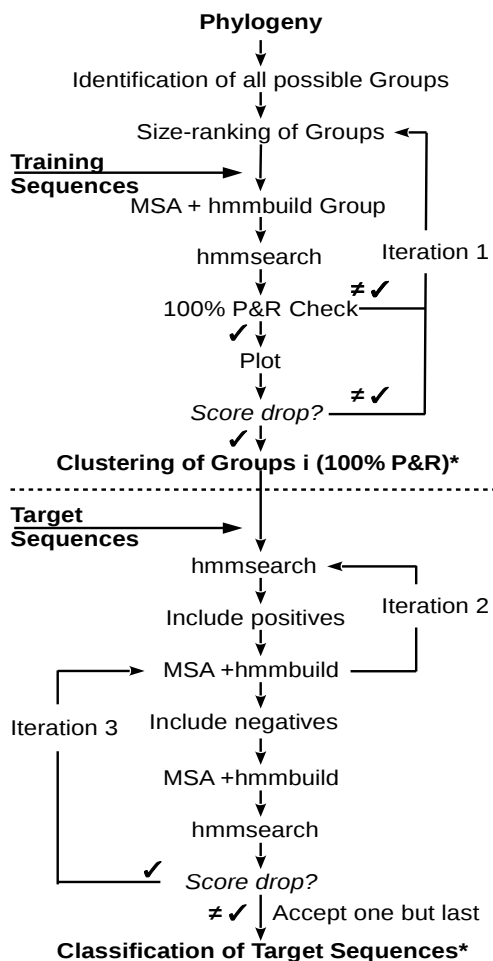 Phylogeny
Identification of all possible Groups
Size-ranking of Groups
Training
Sequences
MSA + hmmbuild Group
Iteration 1
hmmsearch
≠ ✓
100% P&R Check
✓
Plot
≠ ✓
Score drop?
✓
Clustering of Groups i (100% P&R)*
Target
Sequences
hmmsearch
Iteration 2
Include positives
MSA +hmmbuild
Iteration 3
Include negatives
MSA +hmmbuild
hmmsearch
✓
Score drop?
≠ ✓ Accept one but last
Classification of Target Sequences*